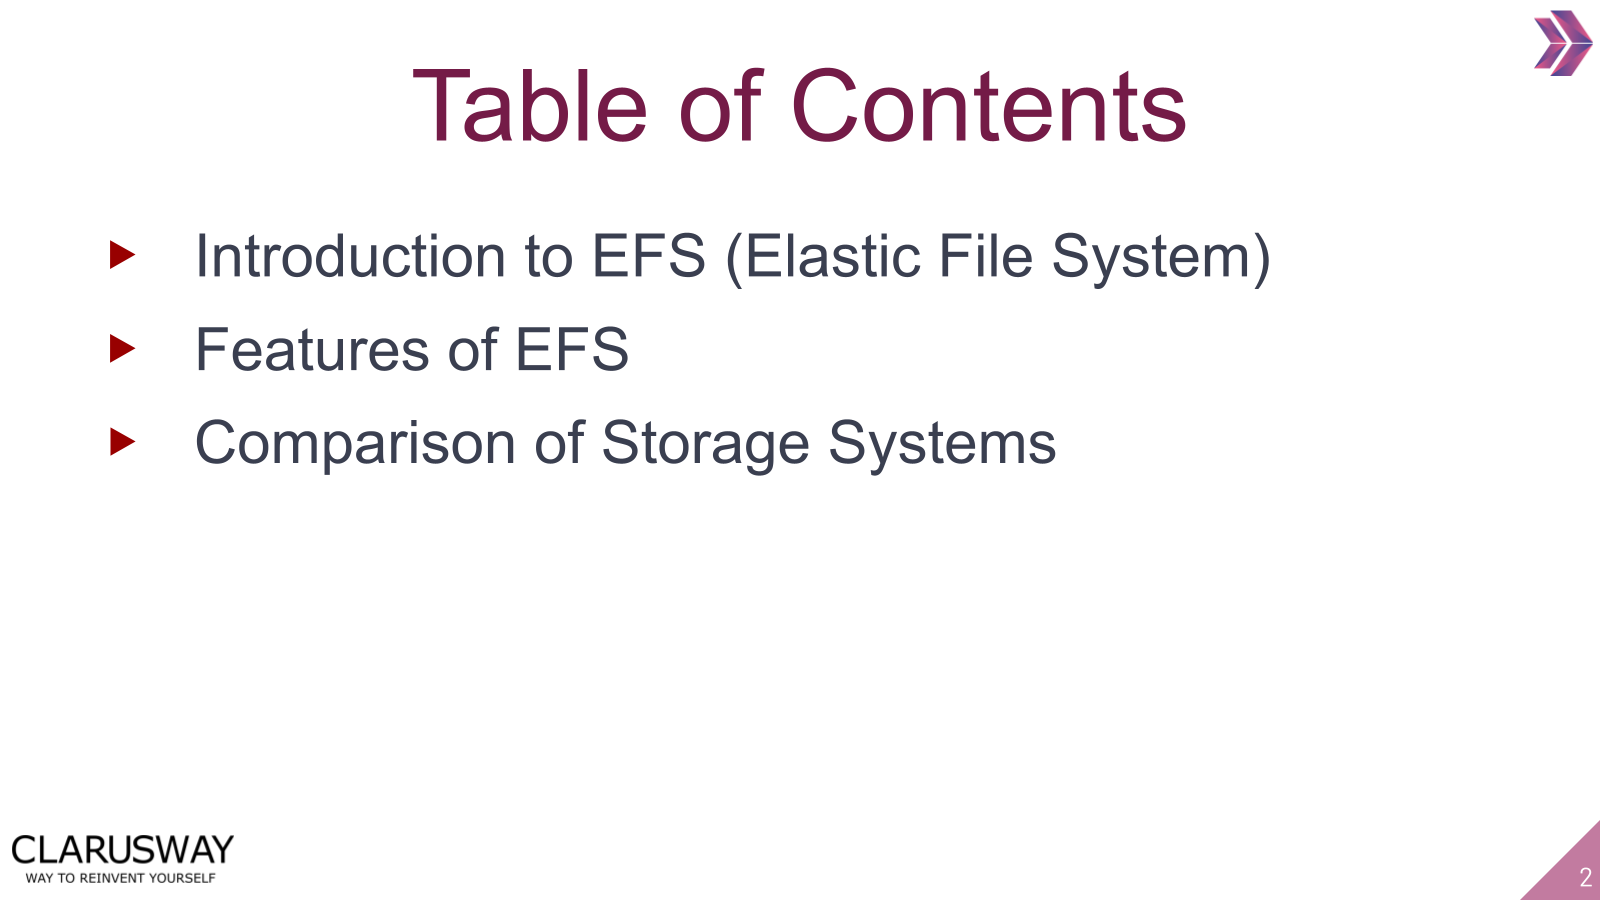 Table of Contents
Introduction to EFS (Elastic File System)
Features of EFS
Comparison of Storage Systems
CLARUSWAY
WAY TO REINVENT YOURSELF
2